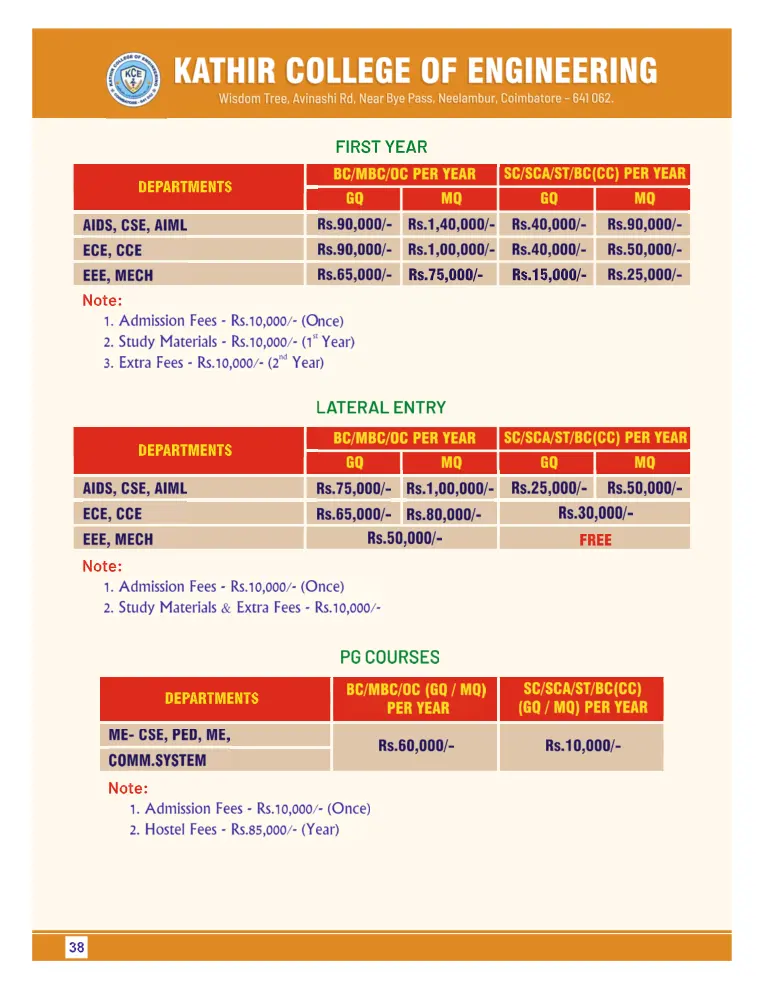 KATHIR COLLEGE OF ENGINEERING
KCE
Wisdom Tree, Avinashi Rd, Near Bye Pass, Neelambur, Coimbatore – 641 062.
FIRST YEAR
DEPARTMENTS
BC/MBC/OC PER YEAR SC/SCA/ST/BC(CC) PER YEAR
GQ MQ GQ MQ
AIDS, CSE, AIML Rs.90,000/- Rs.1,40,000/- Rs.40,000/- Rs.90,000/-
ECE, CCE Rs.90,000/- Rs.1,00,000/- Rs.40,000/- Rs.50,000/-
EEE, MECH Rs.65,000/- Rs.75,000/- Rs.15,000/- Rs.25,000/-
Note:
1. Admission Fees - Rs.10,000/- (Once)
2. Study Materials - Rs.10,000/- (1st Year)
3. Extra Fees - Rs.10,000/- (2nd Year)
LATERAL ENTRY
DEPARTMENTS
BC/MBC/OC PER YEAR SC/SCA/ST/BC(CC) PER YEAR
GQ MQ GQ MQ
AIDS, CSE, AIML Rs.75,000/- Rs.1,00,000/- Rs.25,000/- Rs.50,000/-
ECE, CCE Rs.65,000/- Rs.80,000/- Rs.30,000/-
EEE, MECH Rs.50,000/- FREE
Note:
1. Admission Fees - Rs.10,000/- (Once)
2. Study Materials & Extra Fees - Rs.10,000/-
PG COURSES
DEPARTMENTS
BC/MBC/OC (GQ / MQ)
PER YEAR
SC/SCA/ST/BC(CC)
(GQ / MQ) PER YEAR
ME- CSE, PED, ME,
COMM.SYSTEM
Rs.60,000/- Rs.10,000/-
Note:
1. Admission Fees - Rs.10,000/- (Once)
2. Hostel Fees - Rs.85,000/- (Year)
38